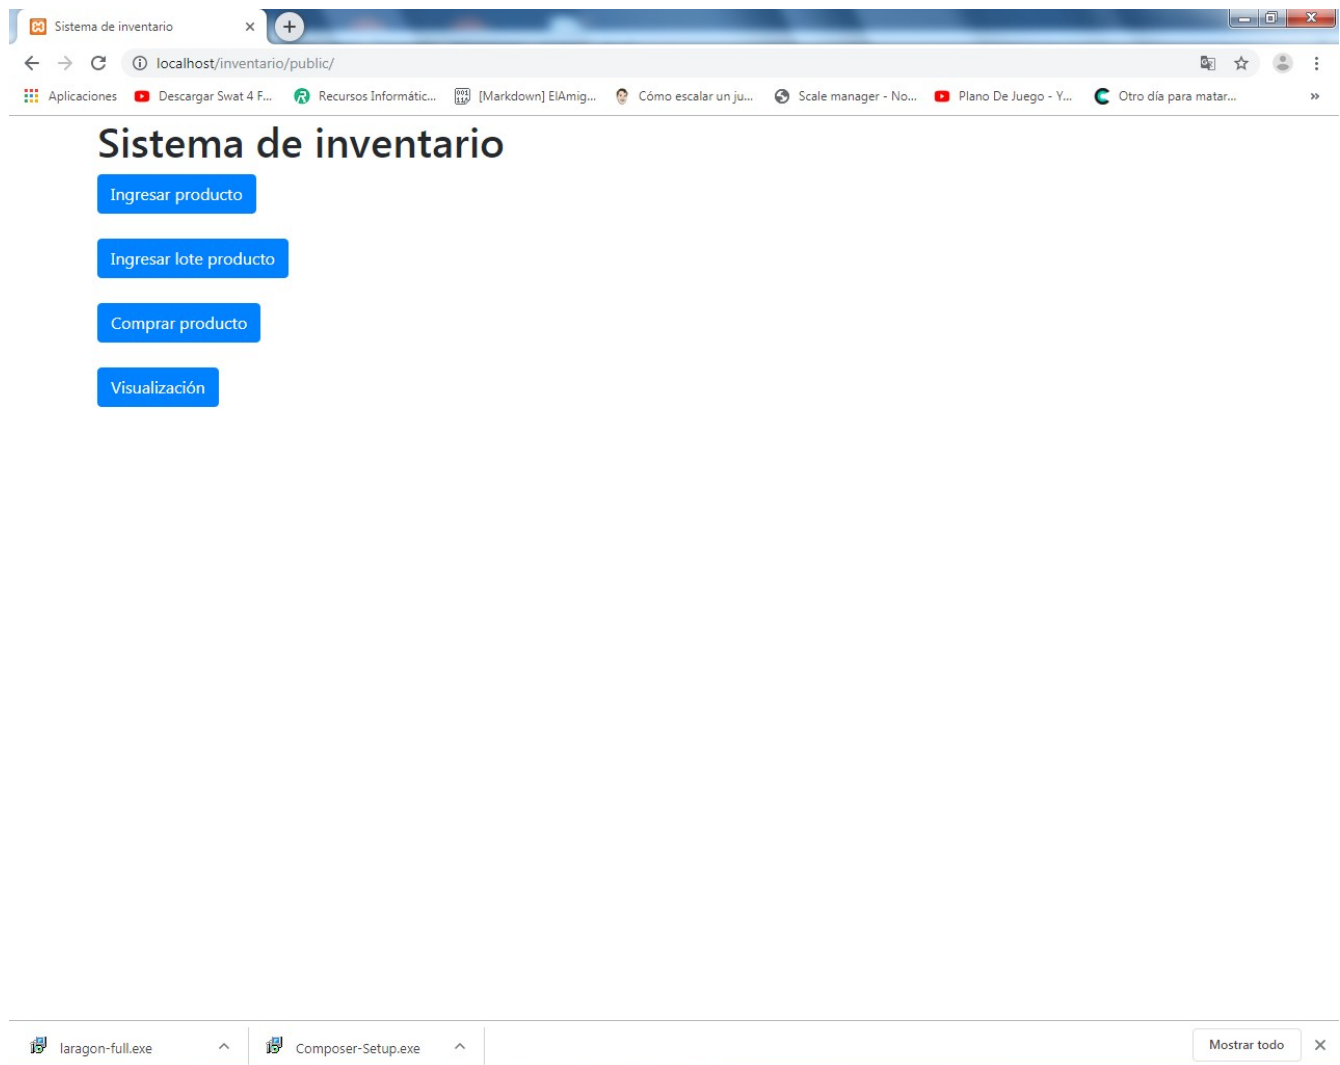 Sistema de inventario
localhost/inventario/public/
Aplicaciones Descargar Swat 4 F... Recursos Informátic... [Markdown] ElAmig... Cómo escalar un ju... Scale manager - No... Plano De Juego - Y... Otro día para matar... »
Sistema de inventario
Ingresar producto
Ingresar lote producto
Comprar producto
Visualización
laragon-full.exe Composer-Setup.exe Mostrar todo